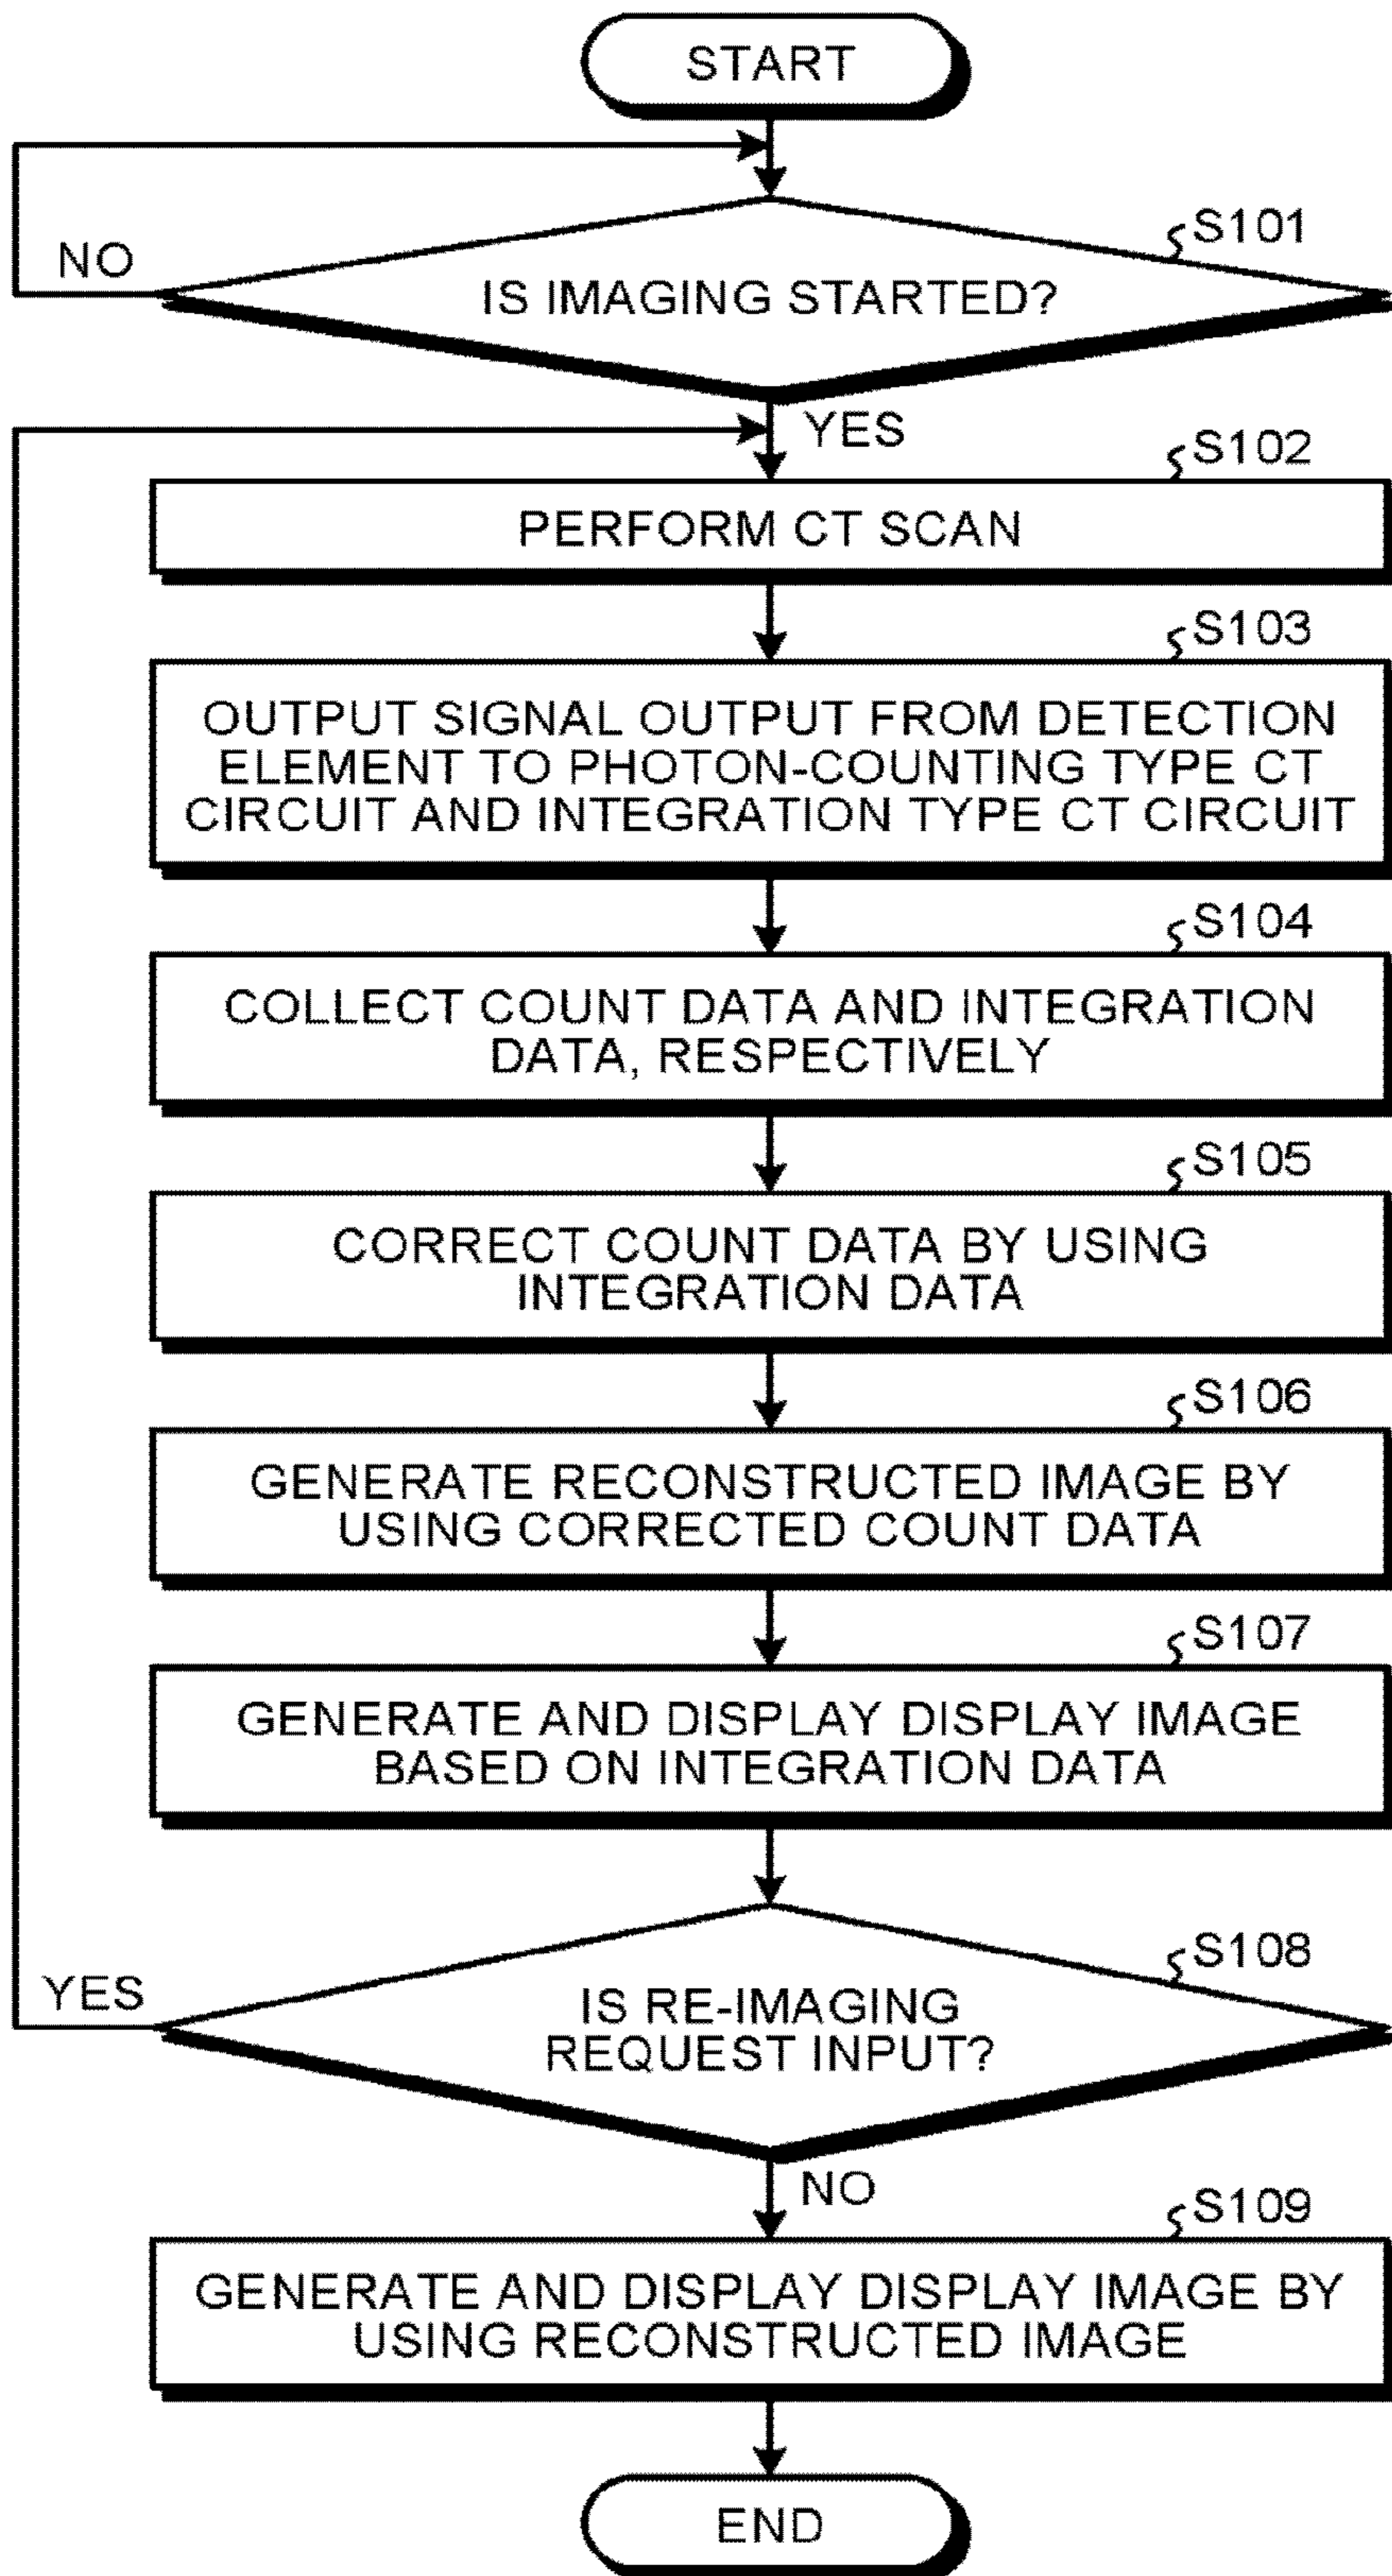 START
S101
NO
IS IMAGING STARTED?
YES
S102
PERFORM CT SCAN
S103
OUTPUT SIGNAL OUTPUT FROM DETECTION
ELEMENT TO PHOTON-COUNTING TYPE CT
CIRCUIT AND INTEGRATION TYPE CT CIRCUIT
S104
COLLECT COUNT DATA AND INTEGRATION
DATA, RESPECTIVELY
S105
CORRECT COUNT DATA BY USING
INTEGRATION DATA
S106
GENERATE RECONSTRUCTED IMAGE BY
USING CORRECTED COUNT DATA
S107
GENERATE AND DISPLAY DISPLAY IMAGE
BASED ON INTEGRATION DATA
S108
YES
IS RE-IMAGING
REQUEST INPUT?
NO
S109
GENERATE AND DISPLAY DISPLAY IMAGE BY
USING RECONSTRUCTED IMAGE
END